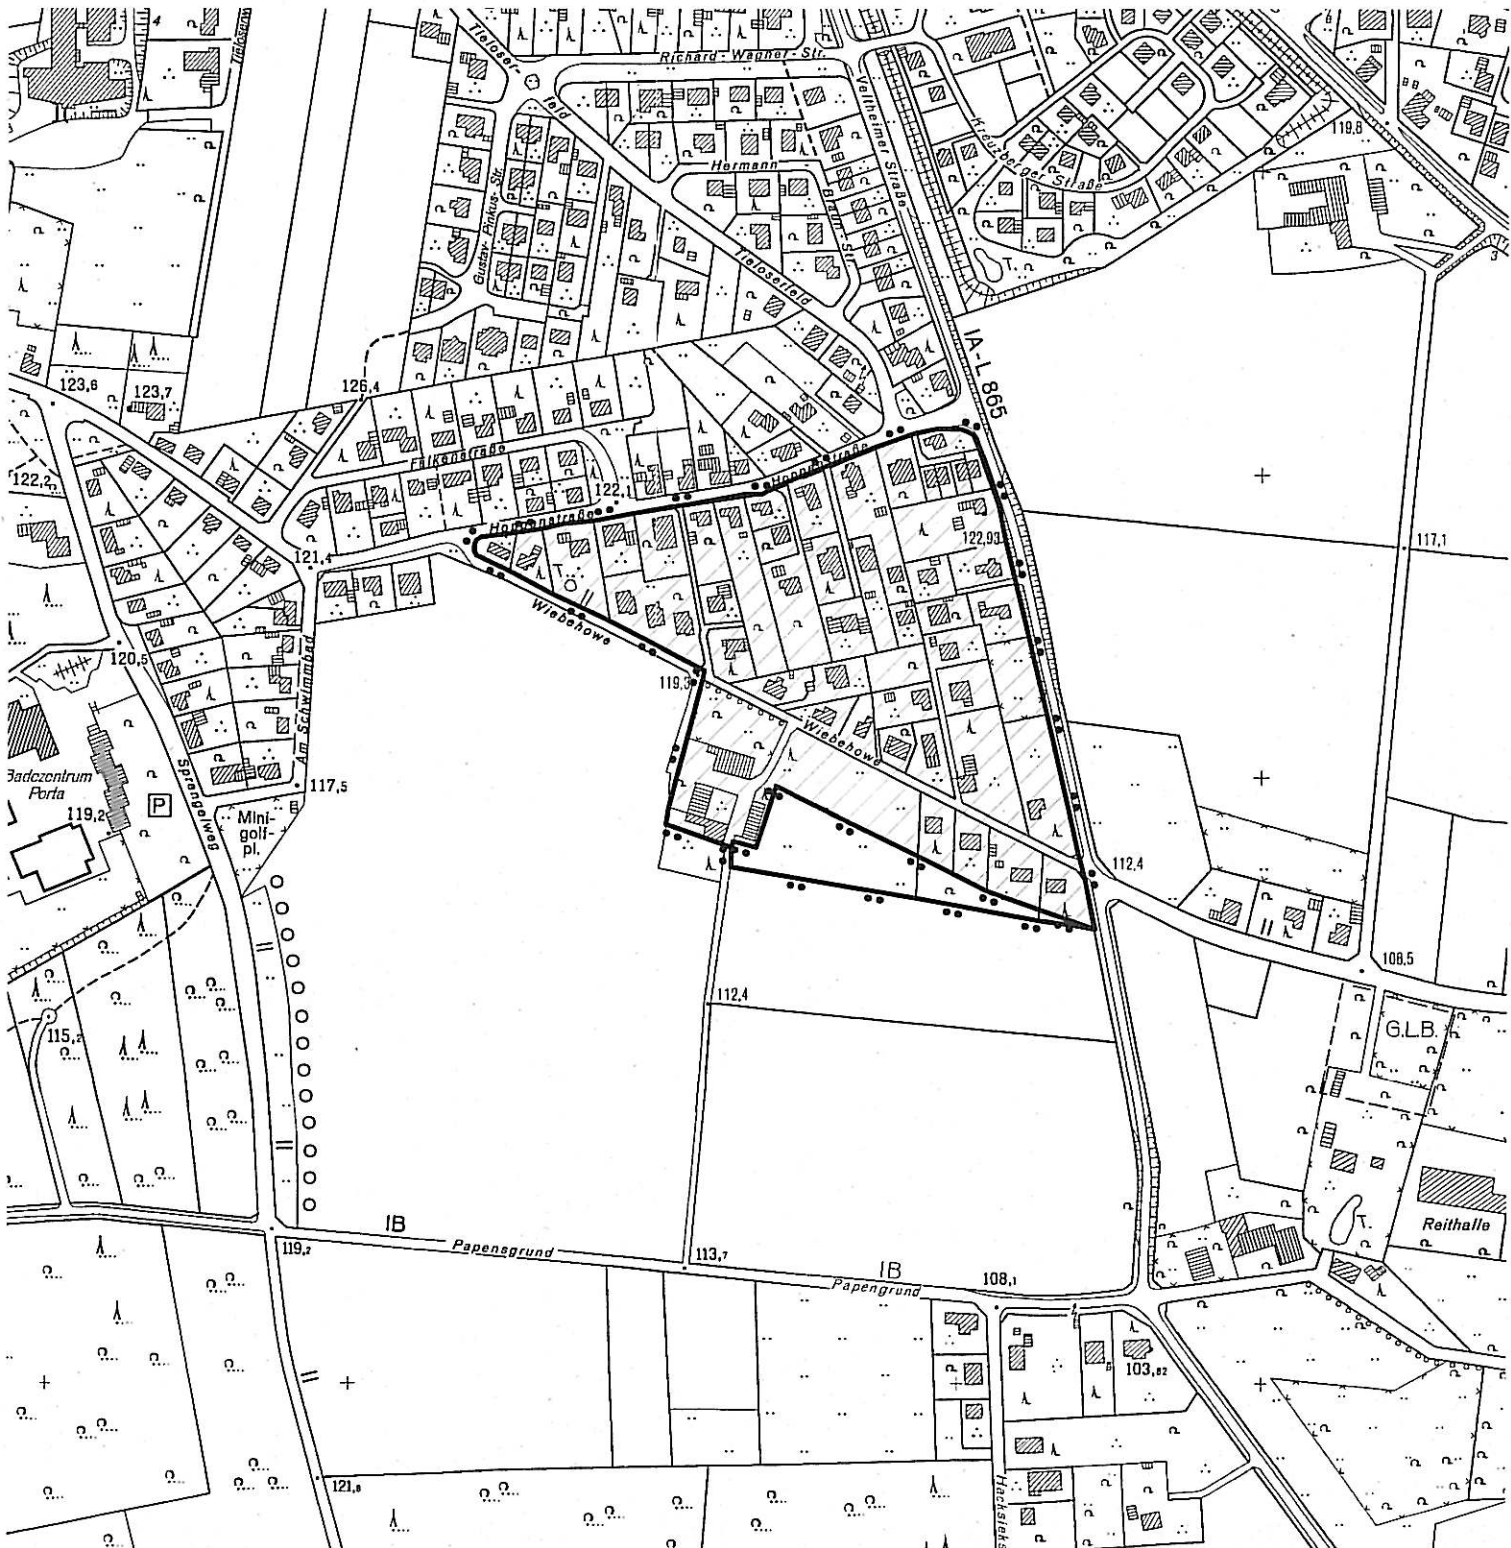 4
Tieloser-
feld
Richard-Wagner-Str.
Veltheimer Straße
Kreuzberger Straße
119,8
3
Hermann
Braun-Str.
Gustav-Pinkus-Str.
Tieloserfeld
T.
IA-L 865
123,6
123,7
126,4
Falkenstraße
122,2
122,1
Hoppenstraße
Hoppenstraße
122,93
117,1
121,4
T.
Wiebehowe
120,5
119,3
Am Schwimmbad
Wiebehowe
Badezentrum
Porta
P
Sprengelweg
117,5
119,2
Mini-
golf-
pl.
112,4
108,5
112,4
G.L.B.
115,2
IB
Papensgrund
119,2
113,7
IB
Papengrund
108,1
T.
Reithalle
103,82
121,8
Hacksieks